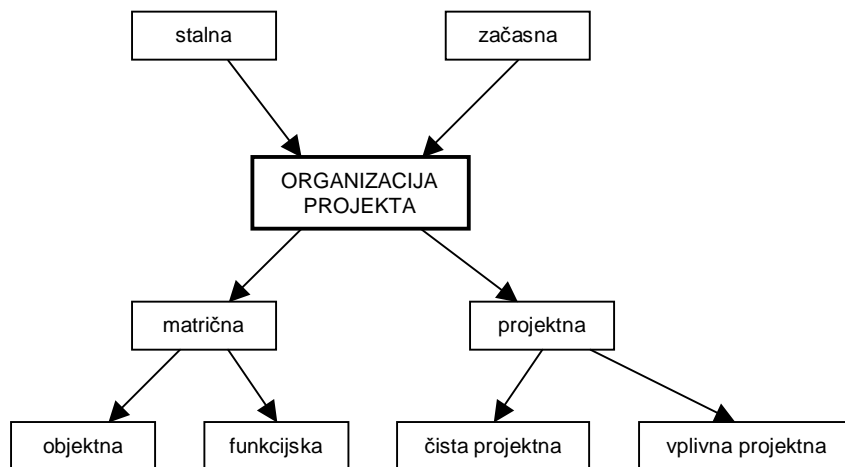 stalna
začasna
ORGANIZACIJA
PROJEKTA
matrična
projektna
objektna
funkcijska
čista projektna
vplivna projektna